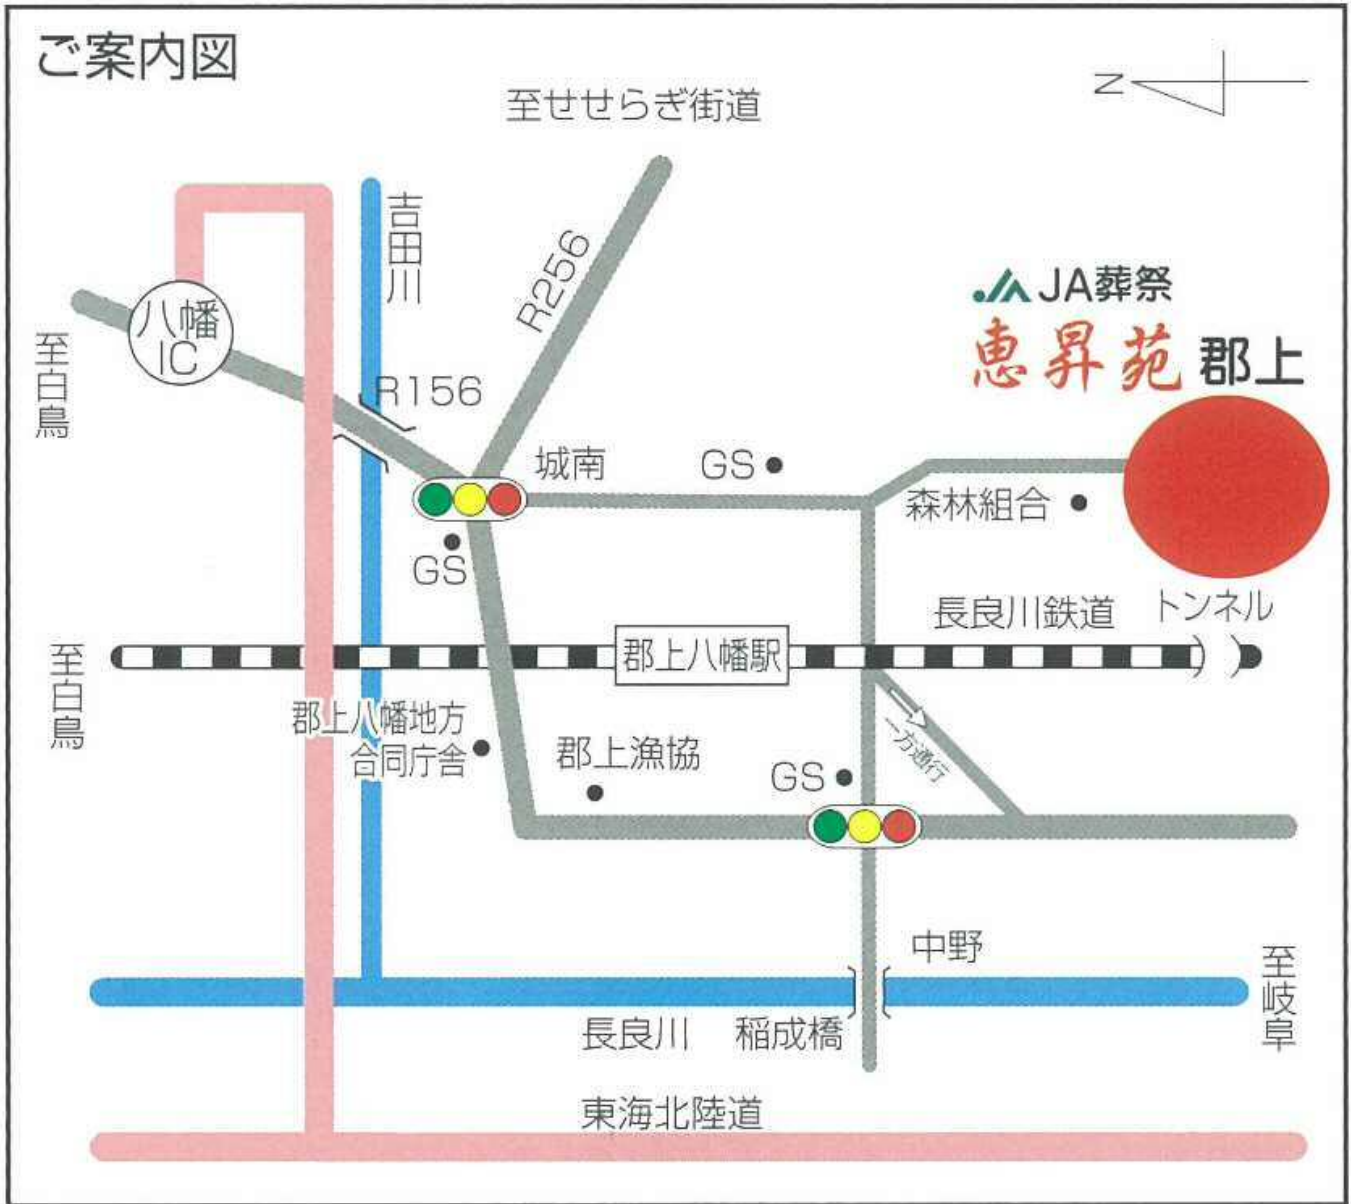 ご案内図
N
至せせらぎ街道
吉田川
R256
JA葬祭
恵昇苑 郡上
八幡
IC
至白鳥
R156
城南
GS
森林組合
GS
長良川鉄道
トンネル
至白鳥
郡上八幡駅
郡上八幡地方
合同庁舎
郡上漁協
GS
一方通行
中野
至岐阜
長良川
稲成橋
東海北陸道